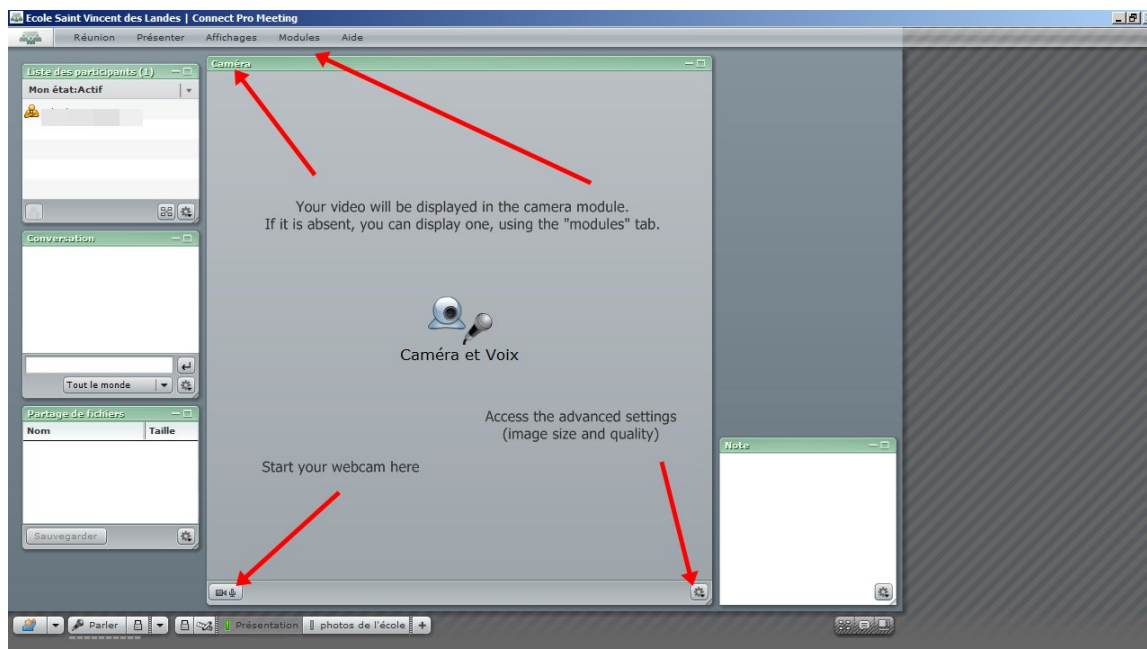 Ecole Saint Vincent des Landes | Connect Pro Meeting
Réunion Présenter Affichages Modules Aide
Liste des participants (1)
Mon état:Actif
Conversation
Tout le monde
Partage de fichiers
Nom Taille
Sauvegarder
Caméra
Your video will be displayed in the camera module.
If it is absent, you can display one, using the "modules" tab.
Caméra et Voix
Access the advanced settings
(image size and quality)
Start your webcam here
Note
Parler Présentation photos de l'école +